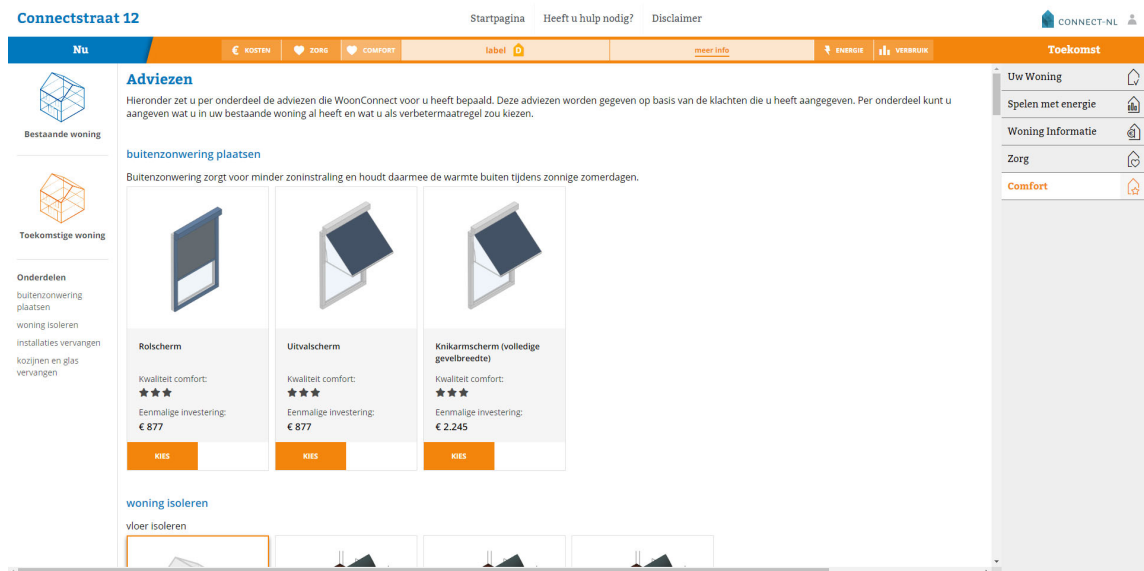 Connectstraat 12
Startpagina Heeft u hulp nodig? Disclaimer
CONNECT-NL
Nu
€ KOSTEN ZORG COMFORT
label D
meer info
ENERGIE VERBRUIK
Toekomst
Bestaande woning
Toekomstige woning
Onderdelen
buitenzonwering
plaatsen
woning isoleren
installaties vervangen
kozijnen en glas
vervangen
Adviezen
Hieronder zet u per onderdeel de adviezen die WoonConnect voor u heeft bepaald. Deze adviezen worden gegeven op basis van de klachten die u heeft aangegeven. Per onderdeel kunt u
aangeven wat u in uw bestaande woning al heeft en wat u als verbetermaatregel zou kiezen.
buitenzonwering plaatsen
Buitenzonwering zorgt voor minder zoninstraling en houdt daarmee de warmte buiten tijdens zonnige zomerdagen.
Rolscherm
Kwaliteit comfort:
Eenmalige investering:
€ 877
KIES
Uitvalscherm
Kwaliteit comfort:
Eenmalige investering:
€ 877
KIES
Knikarmscherm (volledige
gevelbreedte)
Kwaliteit comfort:
Eenmalige investering:
€ 2.245
KIES
woning isoleren
vloer isoleren
Uw Woning
Spelen met energie
Woning Informatie
Zorg
Comfort